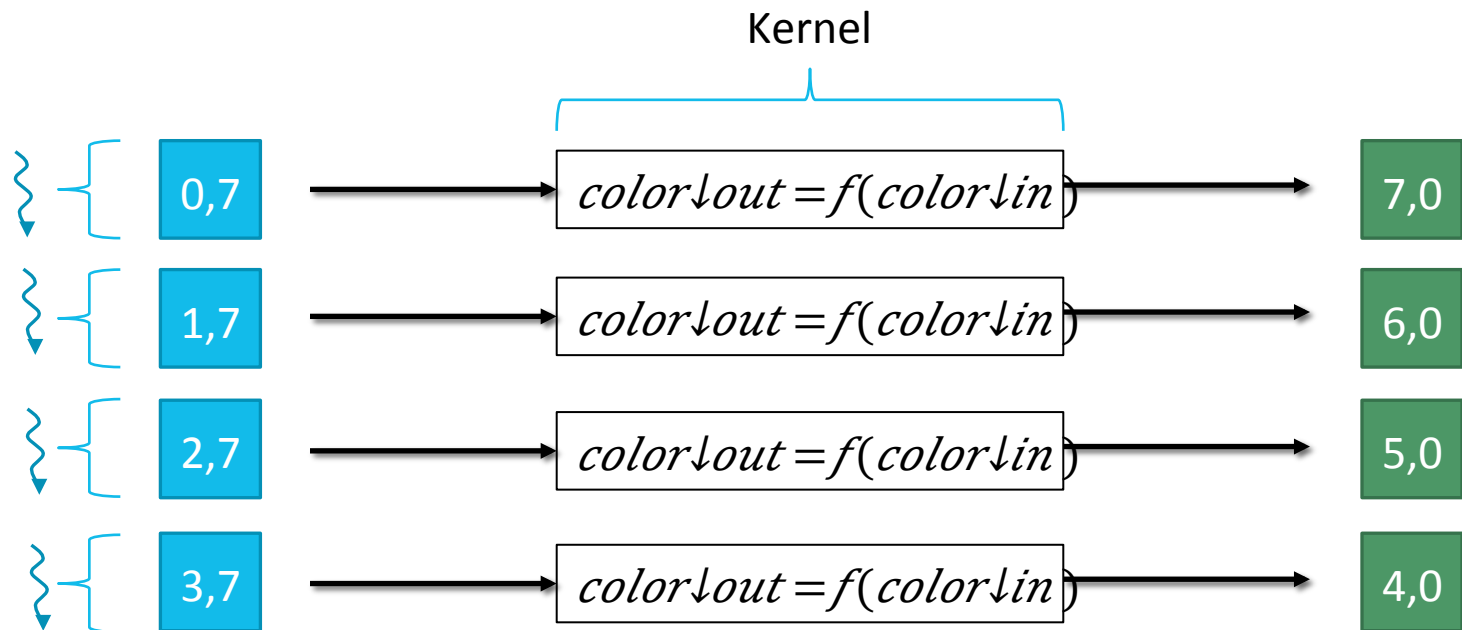 Kernel
0,7 color↓out = f(color↓in ) 7,0
1,7 color↓out = f(color↓in ) 6,0
2,7 color↓out = f(color↓in ) 5,0
3,7 color↓out = f(color↓in ) 4,0